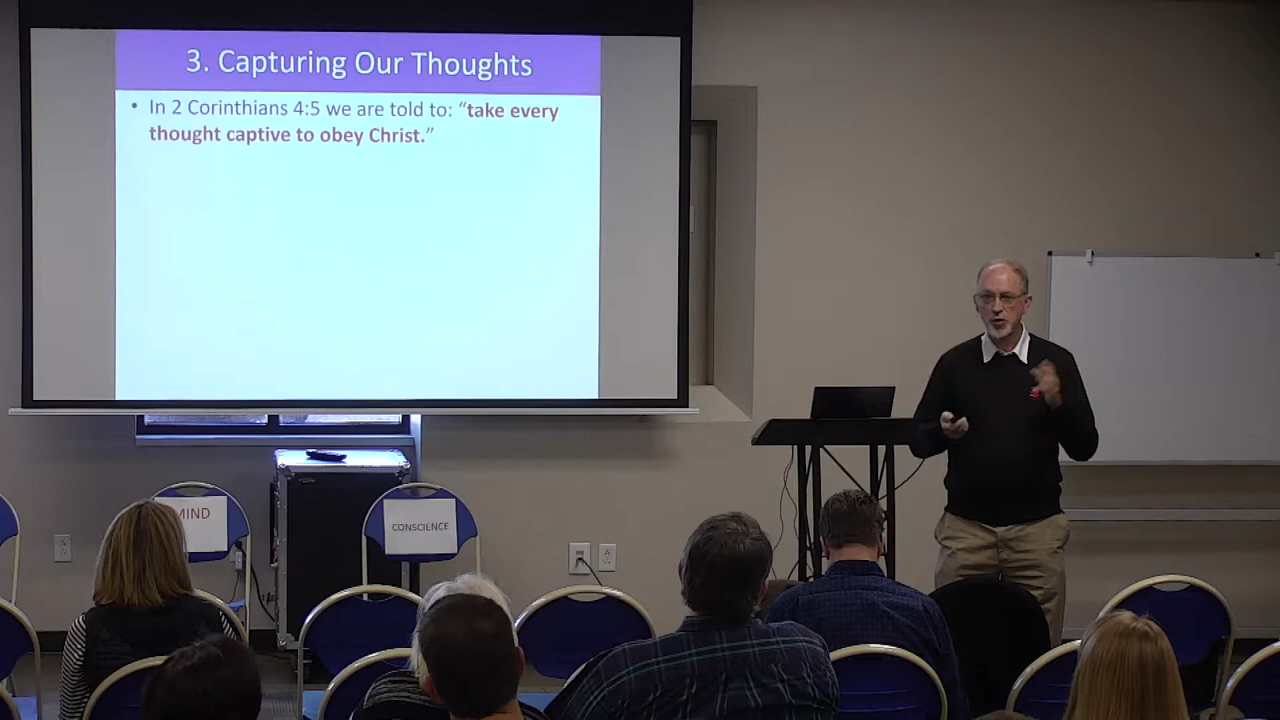 3. Capturing Our Thoughts
• In 2 Corinthians 4:5 we are told to: “take every
thought captive to obey Christ.”
MIND
CONSCIENCE